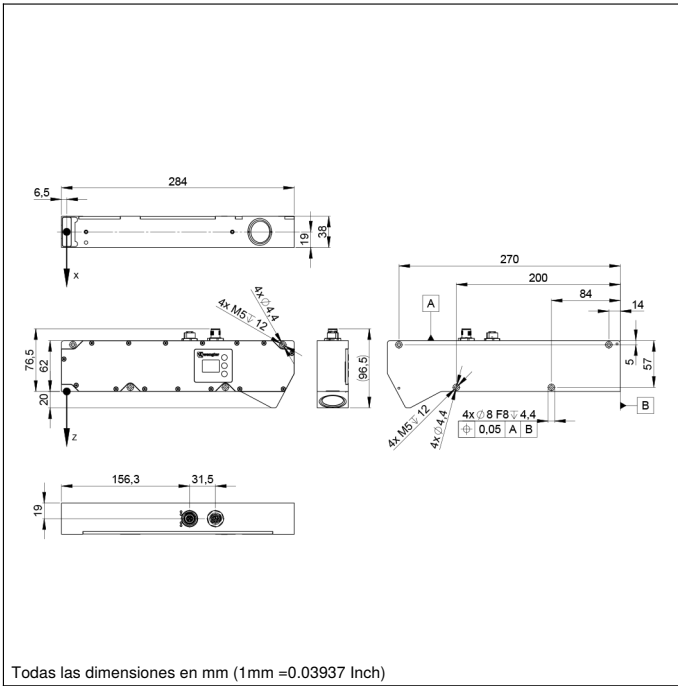 284
6,5
19
38
x
270
200
84
14
A
5
57
B
4x M5↧12
4x∅4,4
4x∅8 F8↧4,4
⌖ 0,05 A B
4x∅4,4
4x M5↧12
wenglor
76,5
62
20
z
(96,5)
156,3
31,5
19
Todas las dimensiones en mm (1mm =0.03937 Inch)